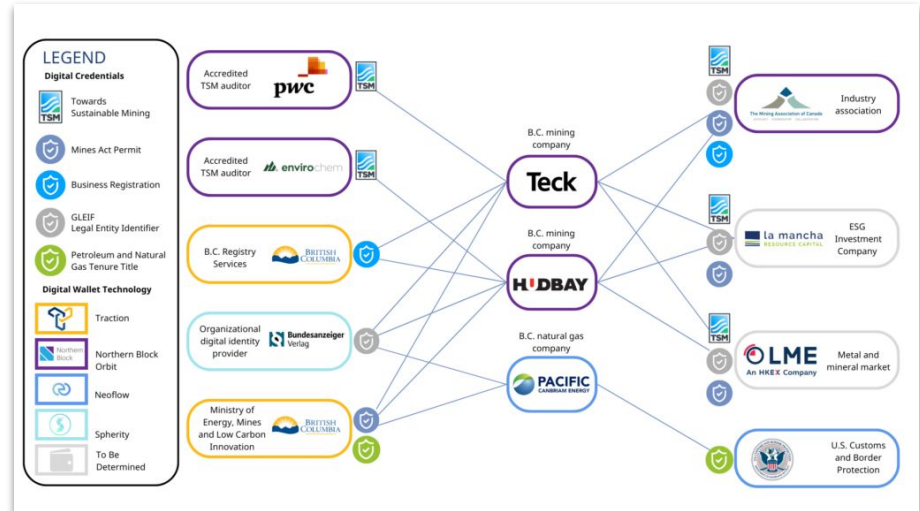 LEGEND
Digital Credentials
TSM
Towards
Sustainable Mining
Mines Act Permit
Business Registration
GLEIF
Legal Entity Identifier
Petroleum and Natural
Gas Tenure Title
Digital Wallet Technology
Traction
Northern
Block
Northern Block
Orbit
Neoflow
Spherity
To Be
Determined
Accredited
TSM auditor
pwc
TSM
Accredited
TSM auditor
envirochem
TSM
B.C. Registry
Services
BRITISH
COLUMBIA
Organizational
digital identity
provider
Bundesanzeiger
Verlag
Ministry of
Energy, Mines
and Low Carbon
Innovation
BRITISH
COLUMBIA
B.C. mining
company
Teck
B.C. mining
company
HUDBAY
B.C. natural gas
company
PACIFIC
CANBRIAM ENERGY
TSM
The Mining Association of Canada
Industry
association
TSM
la mancha
RESOURCE CAPITAL
ESG
Investment
Company
TSM
LME
An HKEX Company
Metal and
mineral market
U.S. Customs
and Border
Protection